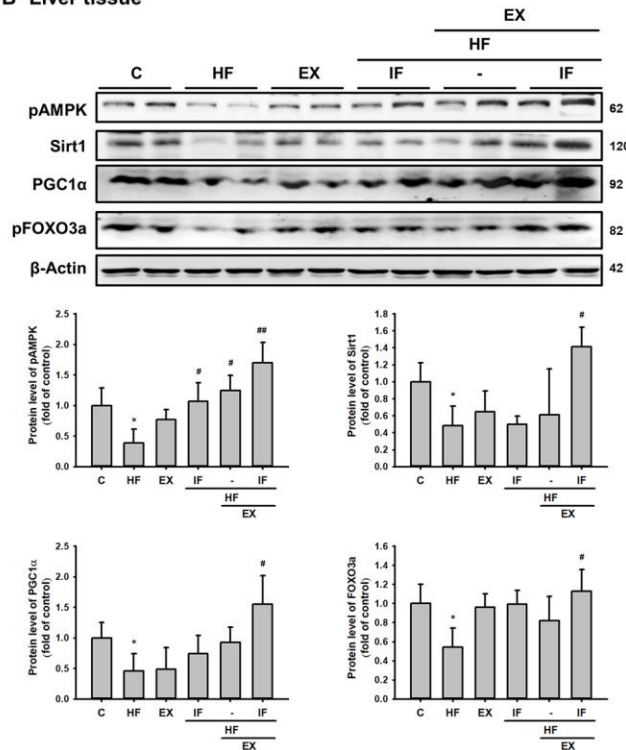 B Liver tissue
EX
HF
C HF EX IF - IF
pAMPK 62
Sirt1 120
PGC1α 92
pFOXO3a 82
β-Actin 42
Protein level of pAMPK
(fold of control)
2.5
2.0
1.5
1.0
0.5
0.0
* # # ##
C HF EX IF - IF
HF
EX
Protein level of Sirt1
(fold of control)
1.8
1.6
1.4
1.2
1.0
0.8
0.6
0.4
0.2
0.0
* #
C HF EX IF - IF
HF
EX
Protein level of PGC1α
(fold of control)
2.5
2.0
1.5
1.0
0.5
0.0
* #
C HF EX IF - IF
HF
EX
Protein level of FOXO3a
(fold of control)
1.6
1.4
1.2
1.0
0.8
0.6
0.4
0.2
0.0
* #
C HF EX IF - IF
HF
EX